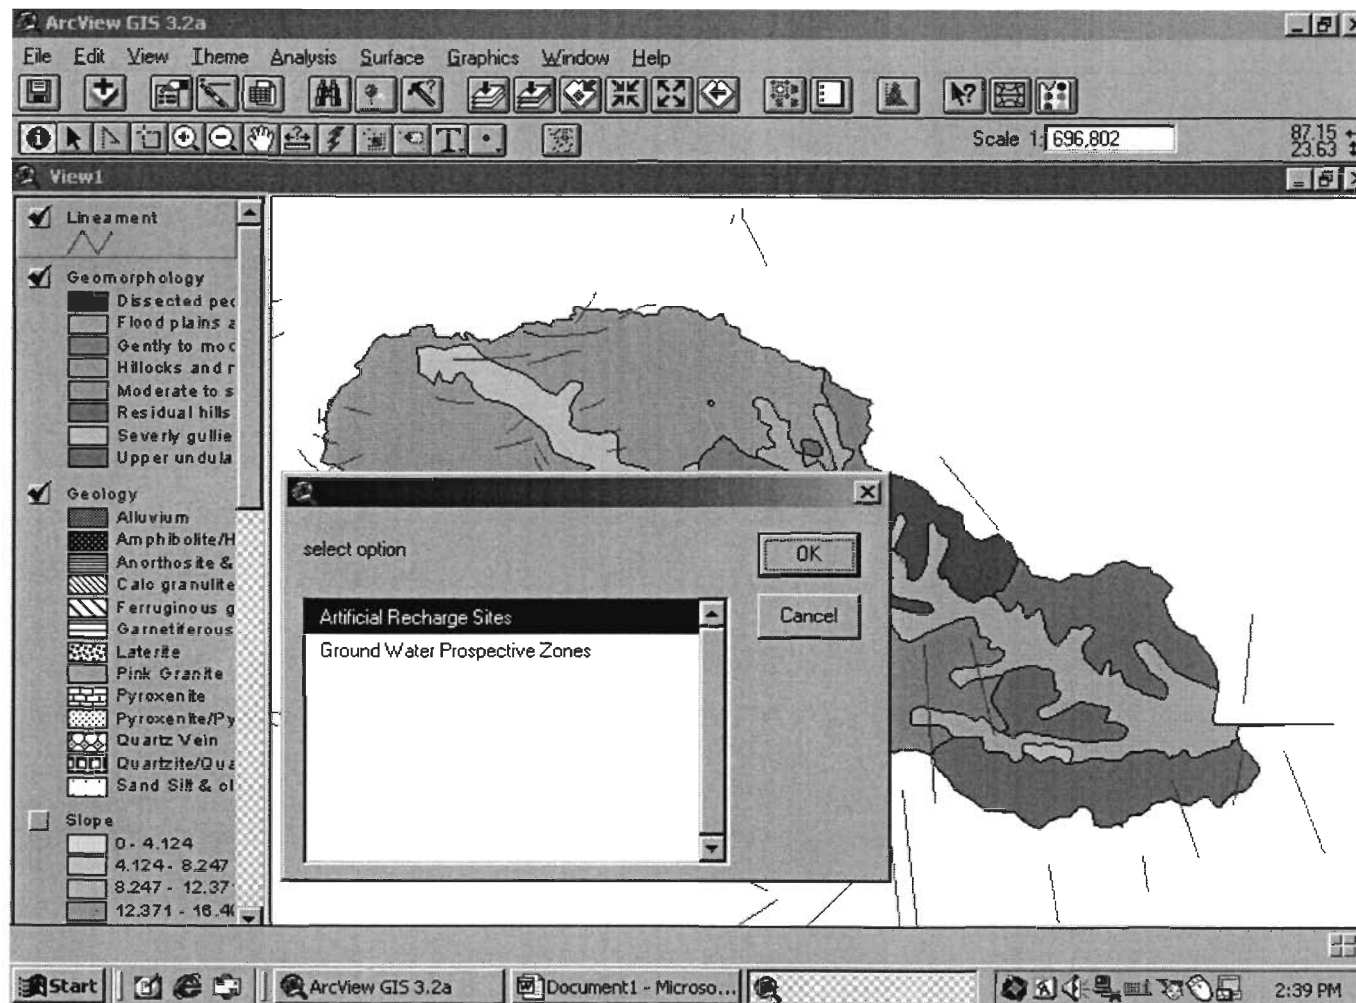 ArcView GIS 3.2a
File Edit View Theme Analysis Surface Graphics Window Help
Scale 1: 696,802
87.15
23.63
View1
Lineament
Geomorphology
Dissected pec
Flood plains a
Gently to moc
Hillocks and r
Moderate to s
Residual hills
Severly gullie
Upper undula
Geology
Alluvium
Amphibolite/H
Anorthosite &
Calo granulite
Ferruginous g
Garnetiferous
Laterite
Pink Granite
Pyroxenite
Pyroxenite/Py
Quartz Vein
Quartzite/Qua
Sand Silt & ol
Slope
0 - 4.124
4.124 - 8.247
8.247 - 12.37
12.371 - 16.4
select option
Artificial Recharge Sites
Ground Water Prospective Zones
OK
Cancel
Start
ArcView GIS 3.2a
Document1 - Microso...
2:39 PM